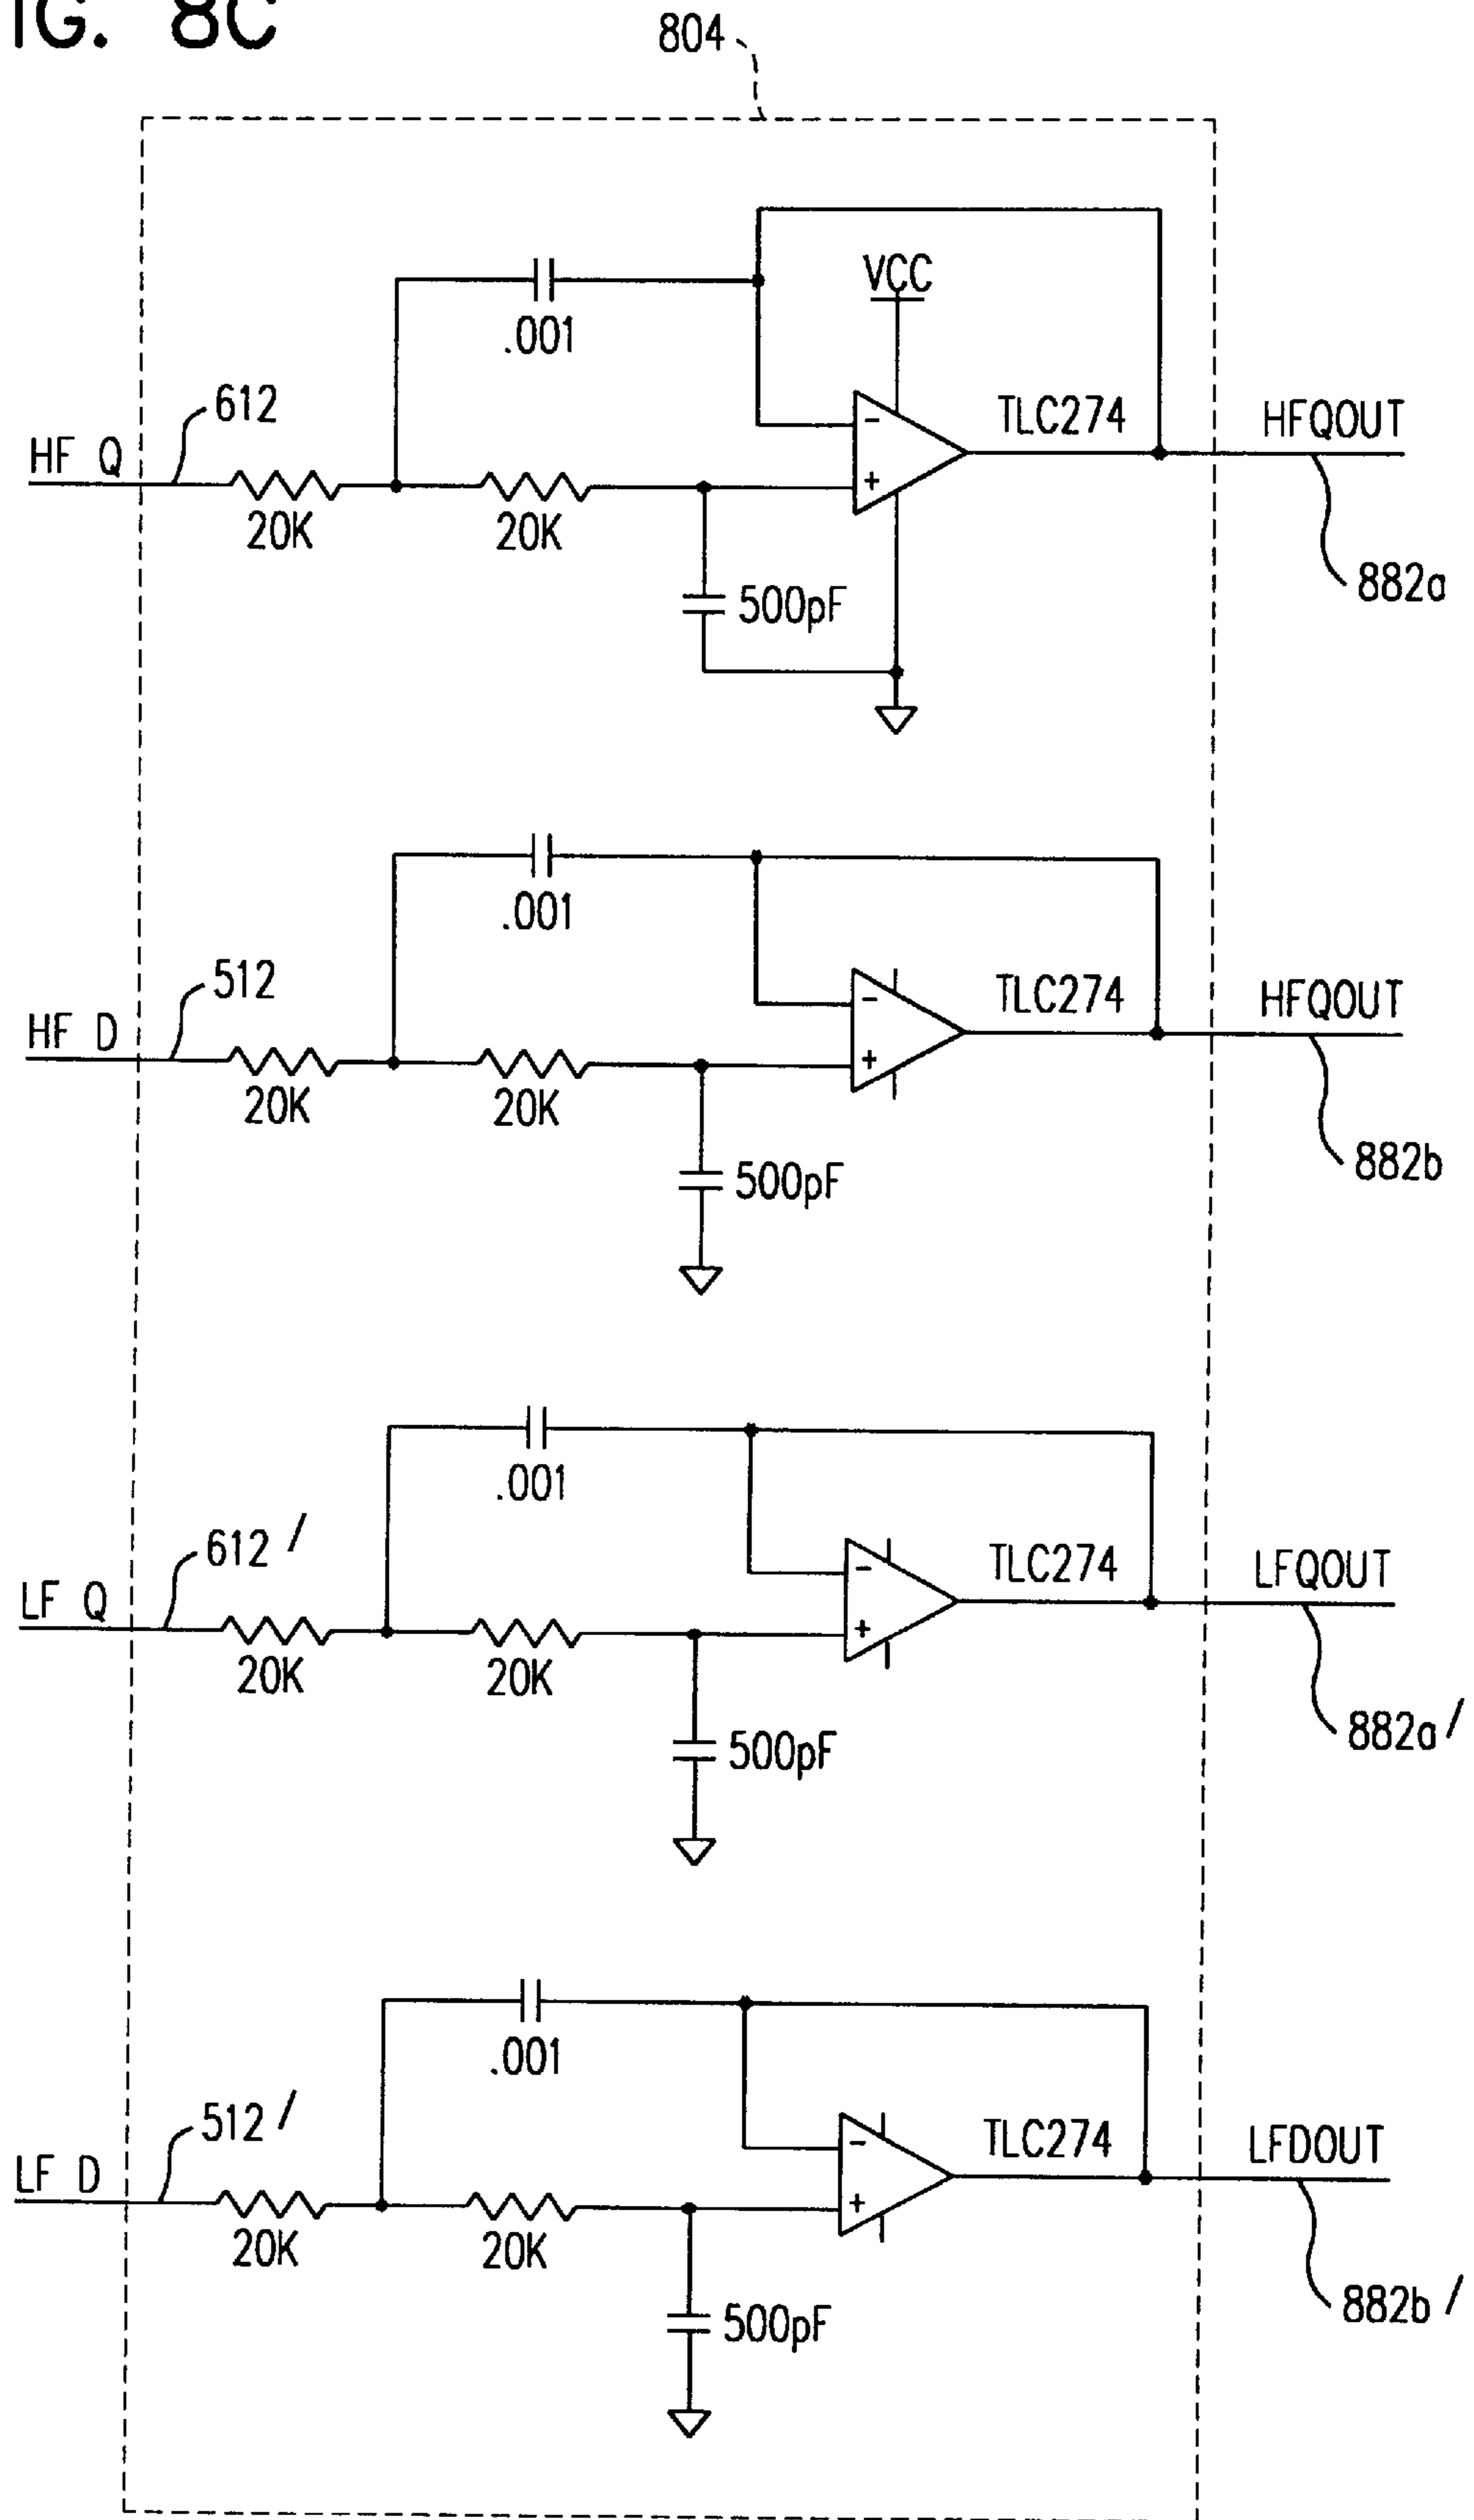 IG. 8C
804
VCC
.001
612
TLC274
HFQOUT
HF Q
-
+
20K
20K
882a
500pF
.001
512
TLC274
HFQOUT
HF D
-
+
20K
20K
882b
500pF
.001
612'
TLC274
LFQOUT
LF Q
-
+
20K
20K
882a'
500pF
.001
512'
TLC274
LFDOUT
LF D
-
+
20K
20K
882b'
500pF